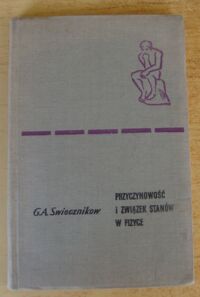 G.A. Swiecznikow
PRZYCZYNOWOŚĆ
I ZWIĄZEK STANÓW
W FIZYCE